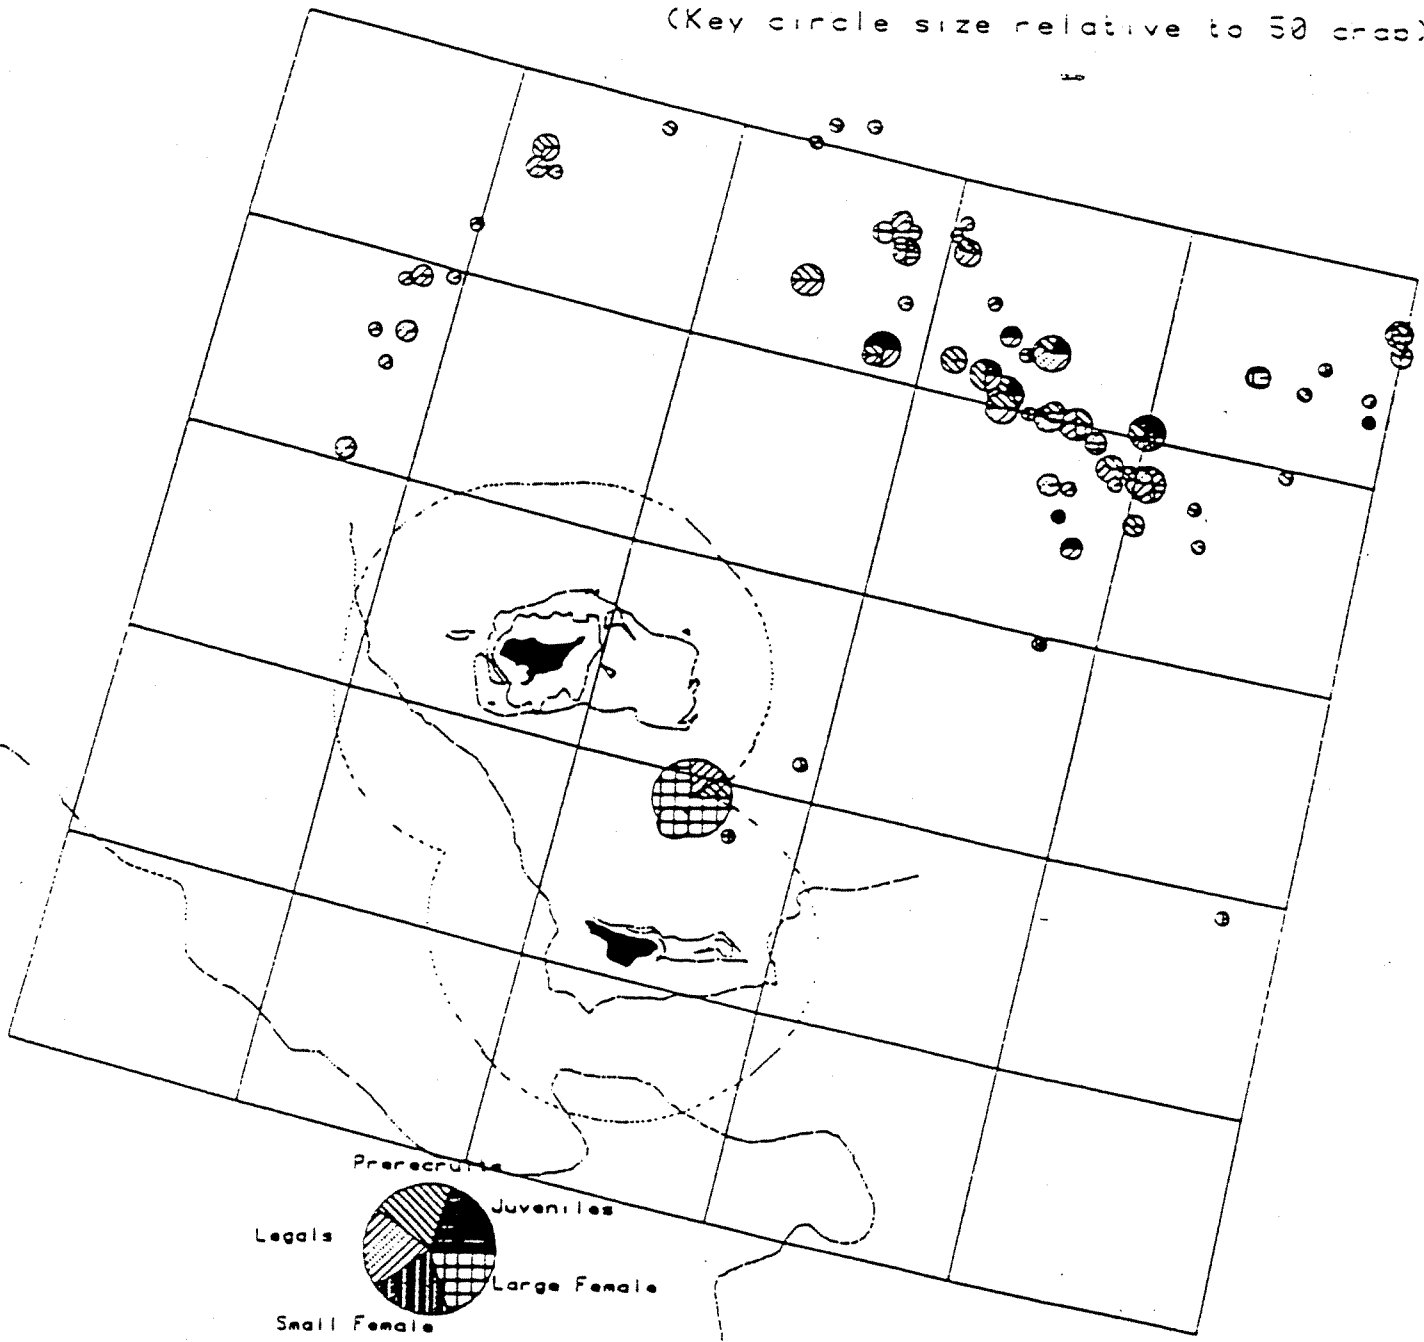 (Key circle size relative to 50 crab)
Prerecruits
Juveniles
Legals
Large Female
Small Female